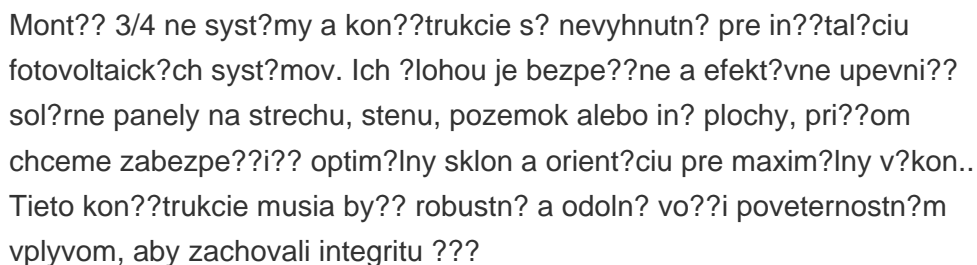 Mont?? 3/4 ne syst?my a kon??trukcie s? nevyhnutn? pre in??tal?ciu
fotovoltaick?ch syst?mov. Ich ?lohou je bezpe??ne a efekt?vne upevni??
sol?rne panely na strechu, stenu, pozemok alebo in? plochy, pri??om
chceme zabezpe??i?? optim?lny sklon a orient?ciu pre maxim?lny v?kon..
Tieto kon??trukcie musia by?? robustn? a odoln? vo??i poveternostn?m
vplyvom, aby zachovali integritu ???